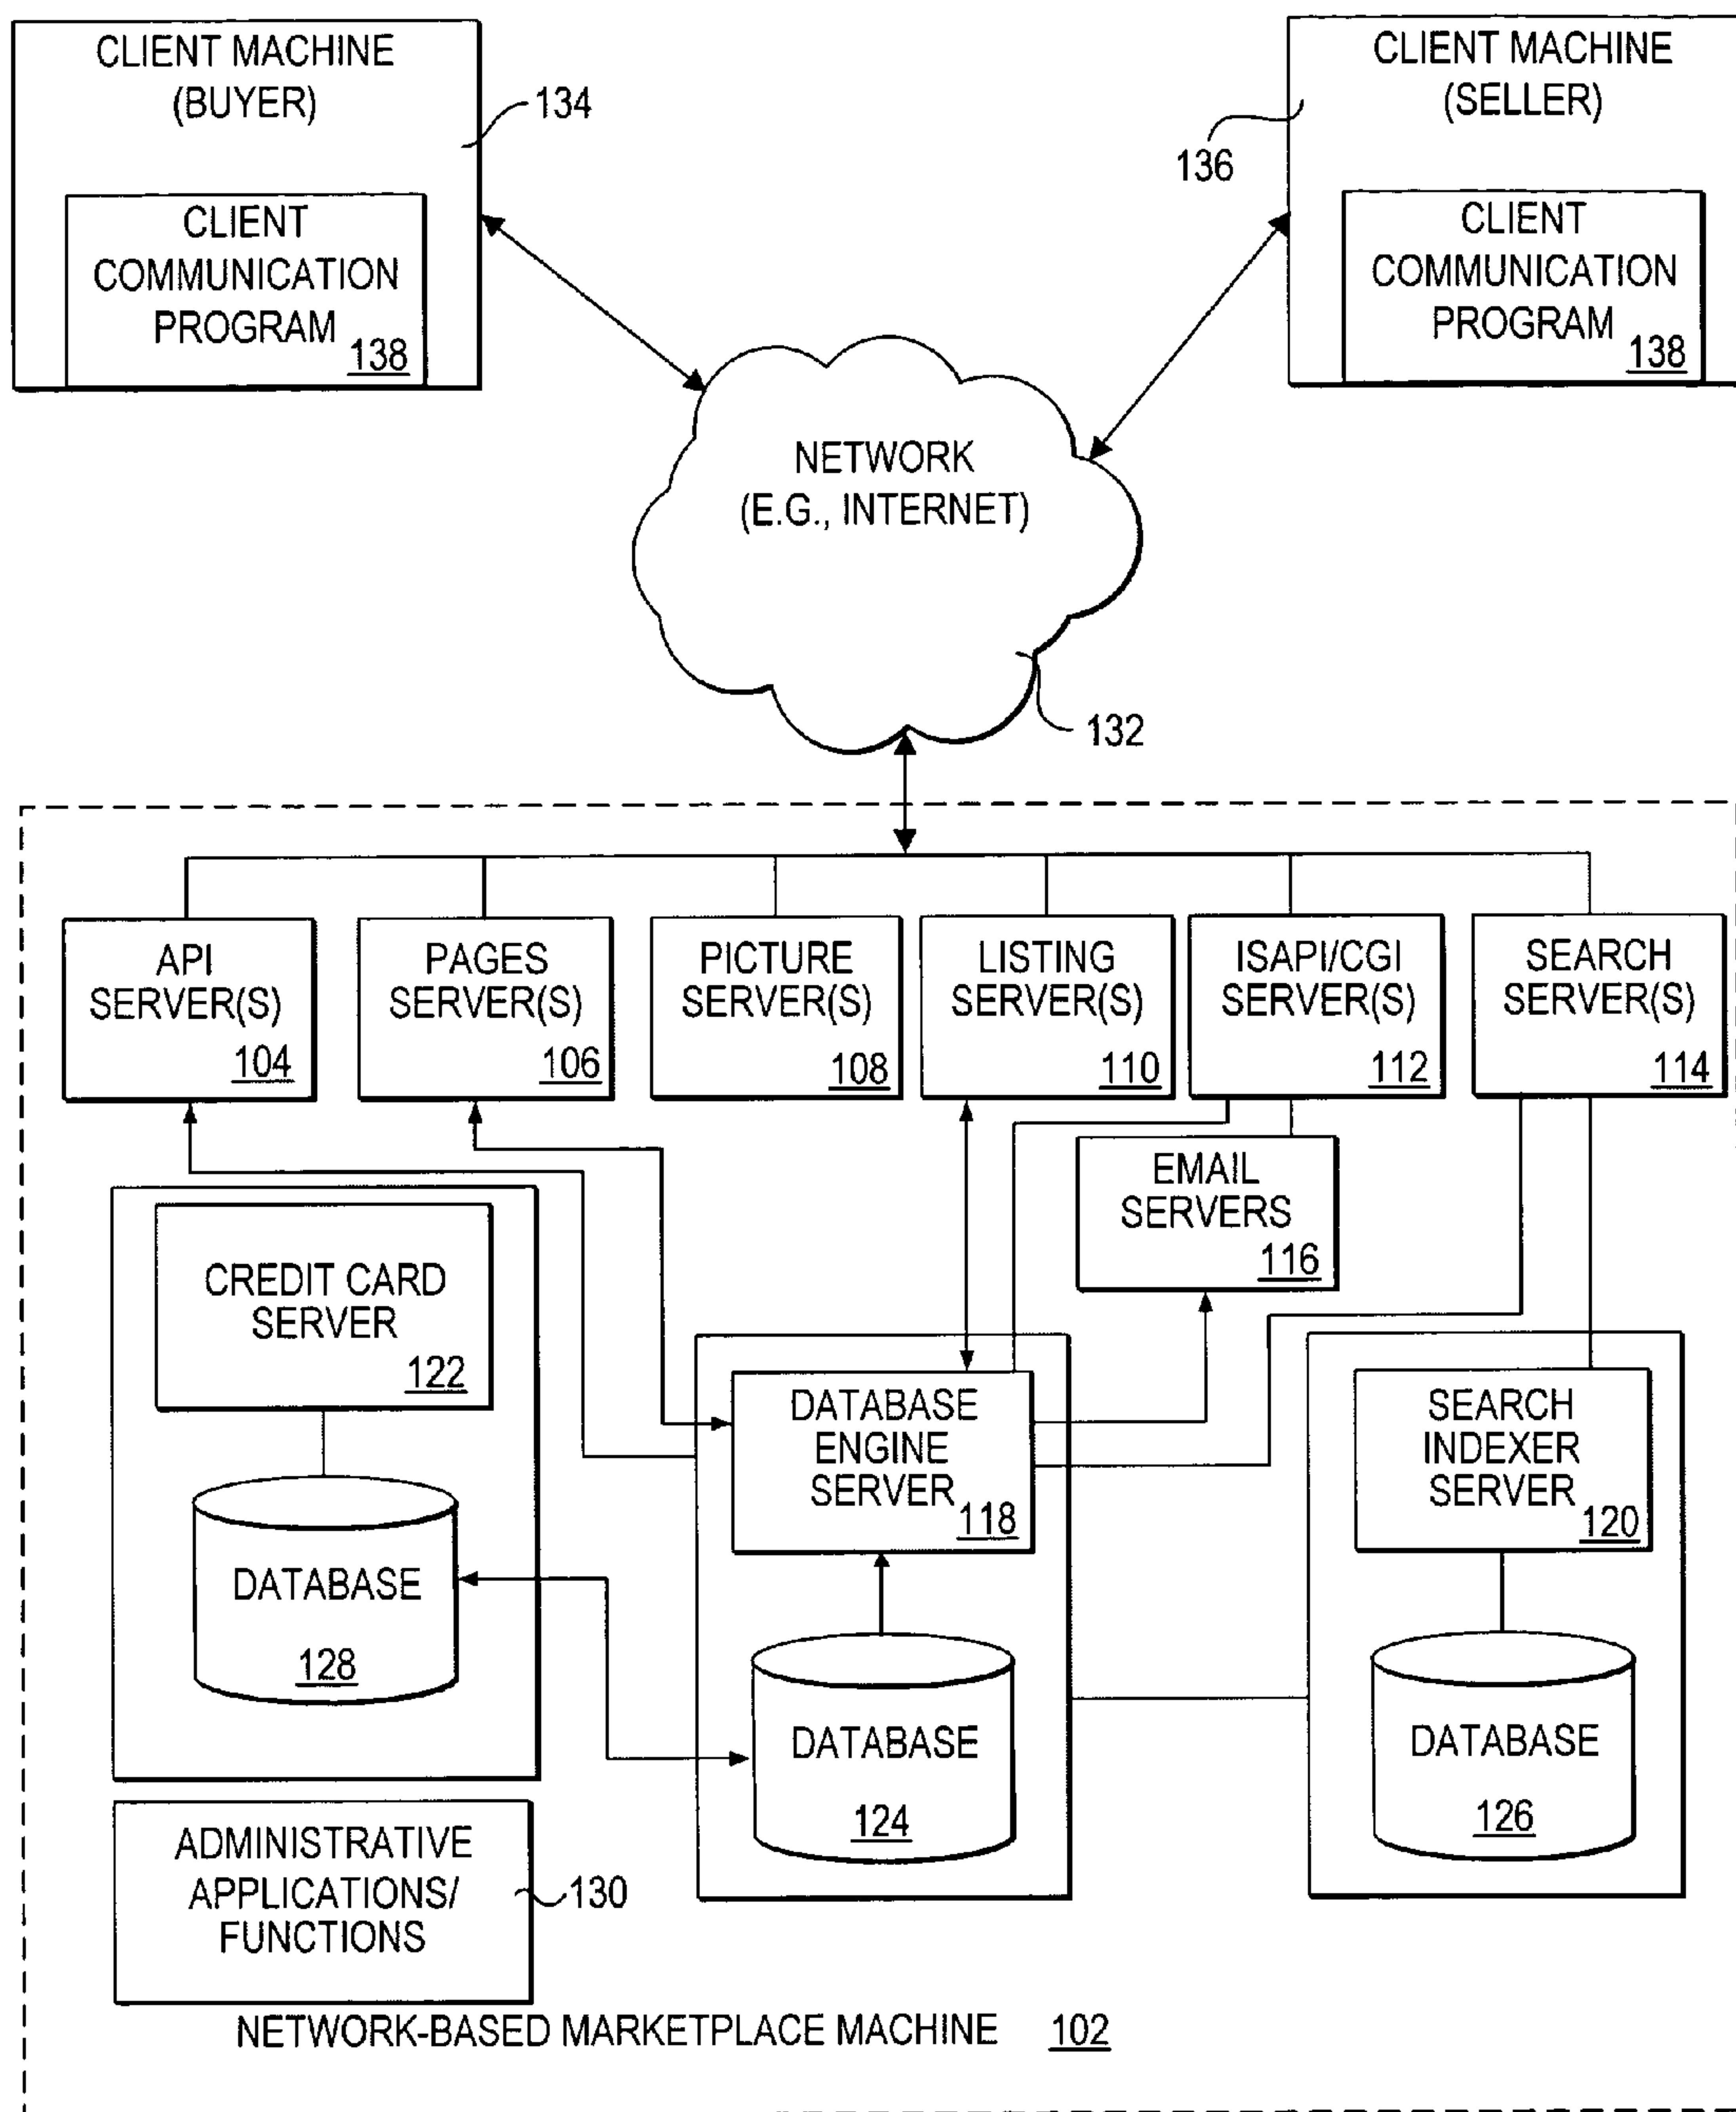 CLIENT MACHINE
(BUYER)
134
CLIENT
COMMUNICATION
PROGRAM
138
CLIENT MACHINE
(SELLER)
136
CLIENT
COMMUNICATION
PROGRAM
138
NETWORK
(E.G., INTERNET)
132
API
SERVER(S)
104
PAGES
SERVER(S)
106
PICTURE
SERVER(S)
108
LISTING
SERVER(S)
110
ISAPI/CGI
SERVER(S)
112
SEARCH
SERVER(S)
114
EMAIL
SERVERS
116
CREDIT CARD
SERVER
122
DATABASE
128
DATABASE
ENGINE
SERVER
118
DATABASE
124
SEARCH
INDEXER
SERVER
120
DATABASE
126
ADMINISTRATIVE
APPLICATIONS/
FUNCTIONS
130
NETWORK-BASED MARKETPLACE MACHINE 102